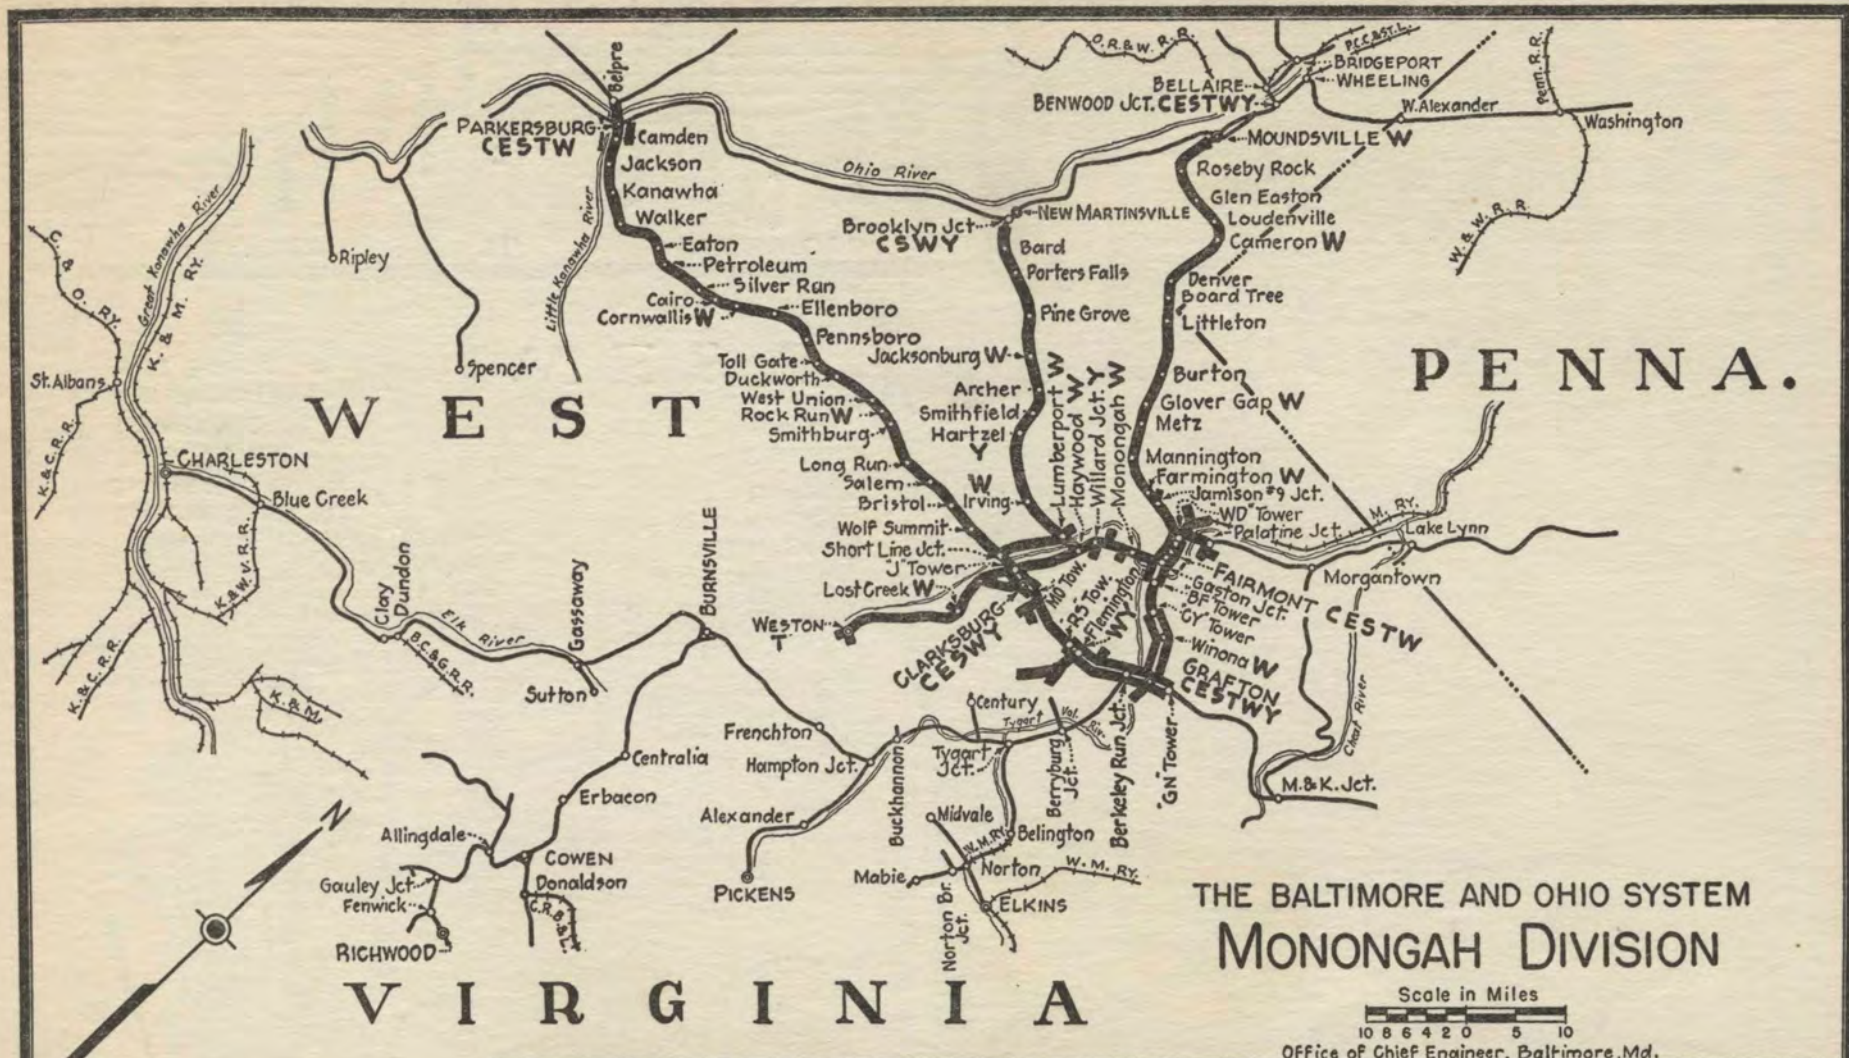 Belpre
PARKERSBURG
CESTW
Camden
Jackson
Kanawha
Walker
Eaton
Petroleum
Silver Run
Cairo
Cornwallis W
Ellenboro
Pennsboro
Toll Gate
Duckworth
West Union
Rock Run W
Smithburg
Long Run
Salem
Bristol
Wolf Summit
Short Line Jct.
"J" Tower
Lost Creek W
WESTON
T
CLARKSBURG
CESWY
Little Kanawha River
Ohio River
O. R. & W. R. R.
P.C.C. & ST. L.
BRIDGEPORT
WHEELING
BELLAIRE
BENWOOD JCT. CESTWY
W. Alexander
Penn. R. R.
Washington
W. & W. R. R.
MOUNDSVILLE W
Roseby Rock
Glen Easton
Loudenville
Cameron W
Denver
Board Tree
Littleton
Burton
Glover Gap W
Metz
Mannington
Farmington W
Jamison #9 Jct.
"WD" Tower
Palatine Jct.
NEW MARTINSVILLE
Brooklyn Jct.
CSWY
Bard
Porters Falls
Pine Grove
Jacksonburg W
Archer
Smithfield
Hartzel
Y
W
Irving
Lumberport W
Haywood W
Willard Jct. Y
Monongah W
"MO" Tow.
"RS" Tow.
Flemington
WY
FAIRMONT CESTW
Gaston Jct.
"BF" Tower
"GY" Tower
Winona W
GRAFTON
CESTWY
"GN" Tower
Berkeley Run Jct.
M. RY.
Lake Lynn
Morgantown
Cheat River
M. & K. Jct.
PENNA.
WEST
VIRGINIA
C. & O. RY.
Great Kanawha River
K. & M. RY.
Ripley
Spencer
St. Albans
K. & C. R. R.
CHARLESTON
Blue Creek
K. & W. V. R. R.
K. & C. R. R.
K. & M.
Clay
Dundon
B. C. & G. R. R.
Elk River
Gassaway
Sutton
BURNSVILLE
Centralia
Erbacon
Frenchton
Hampton Jct.
Alexander
PICKENS
Buckhannon
Century
Tygart Val. Riv.
Tygart
Jct.
Berryburg
Jct.
Midvale
W. M. RY.
Belington
Mabie
Norton
W. M. RY.
Norton Br.
Jct.
ELKINS
Allingdale
COWEN
Donaldson
C. R. B. & L.
Gauley Jct.
Fenwick
RICHWOOD
N
THE BALTIMORE AND OHIO SYSTEM
MONONGAH DIVISION
Scale in Miles
10 8 6 4 2 0 5 10
Office of Chief Engineer, Baltimore, Md.